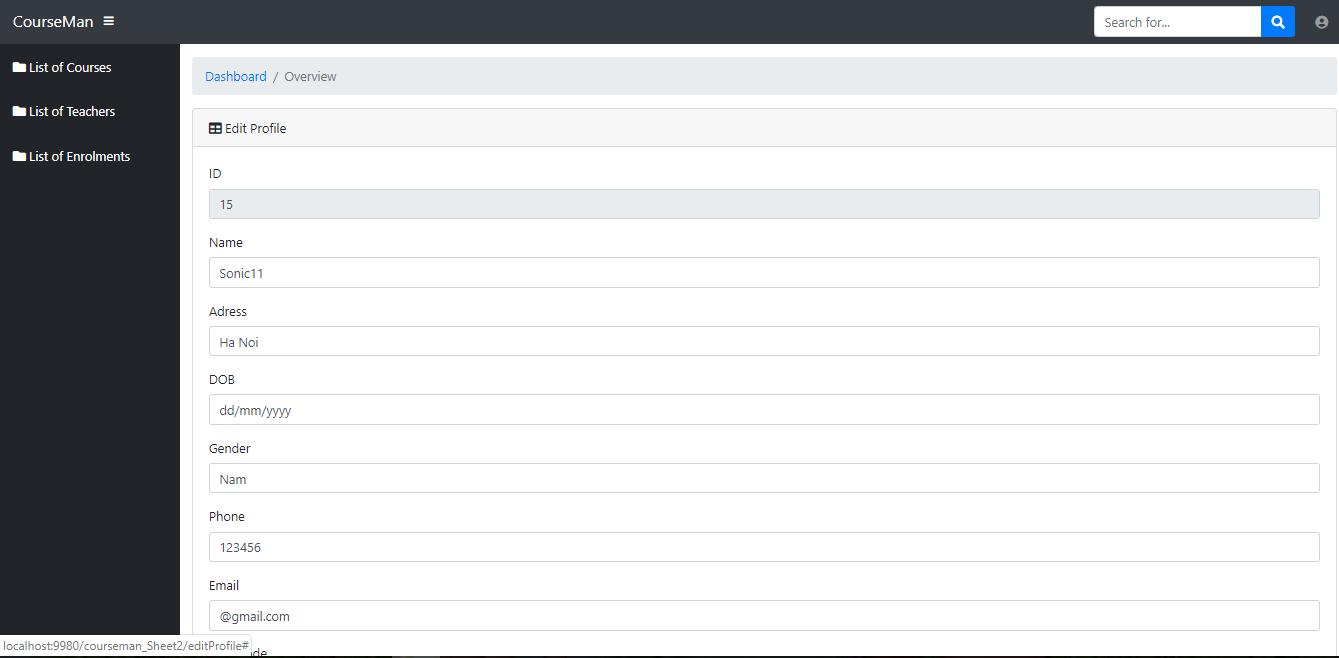 CourseMan
Search for...
List of Courses
List of Teachers
List of Enrolments
Dashboard / Overview
Edit Profile
ID
15
Name
Sonic11
Adress
Ha Noi
DOB
dd/mm/yyyy
Gender
Nam
Phone
123456
Email
@gmail.com
localhost:9980/courseman_Sheet2/editProfile#